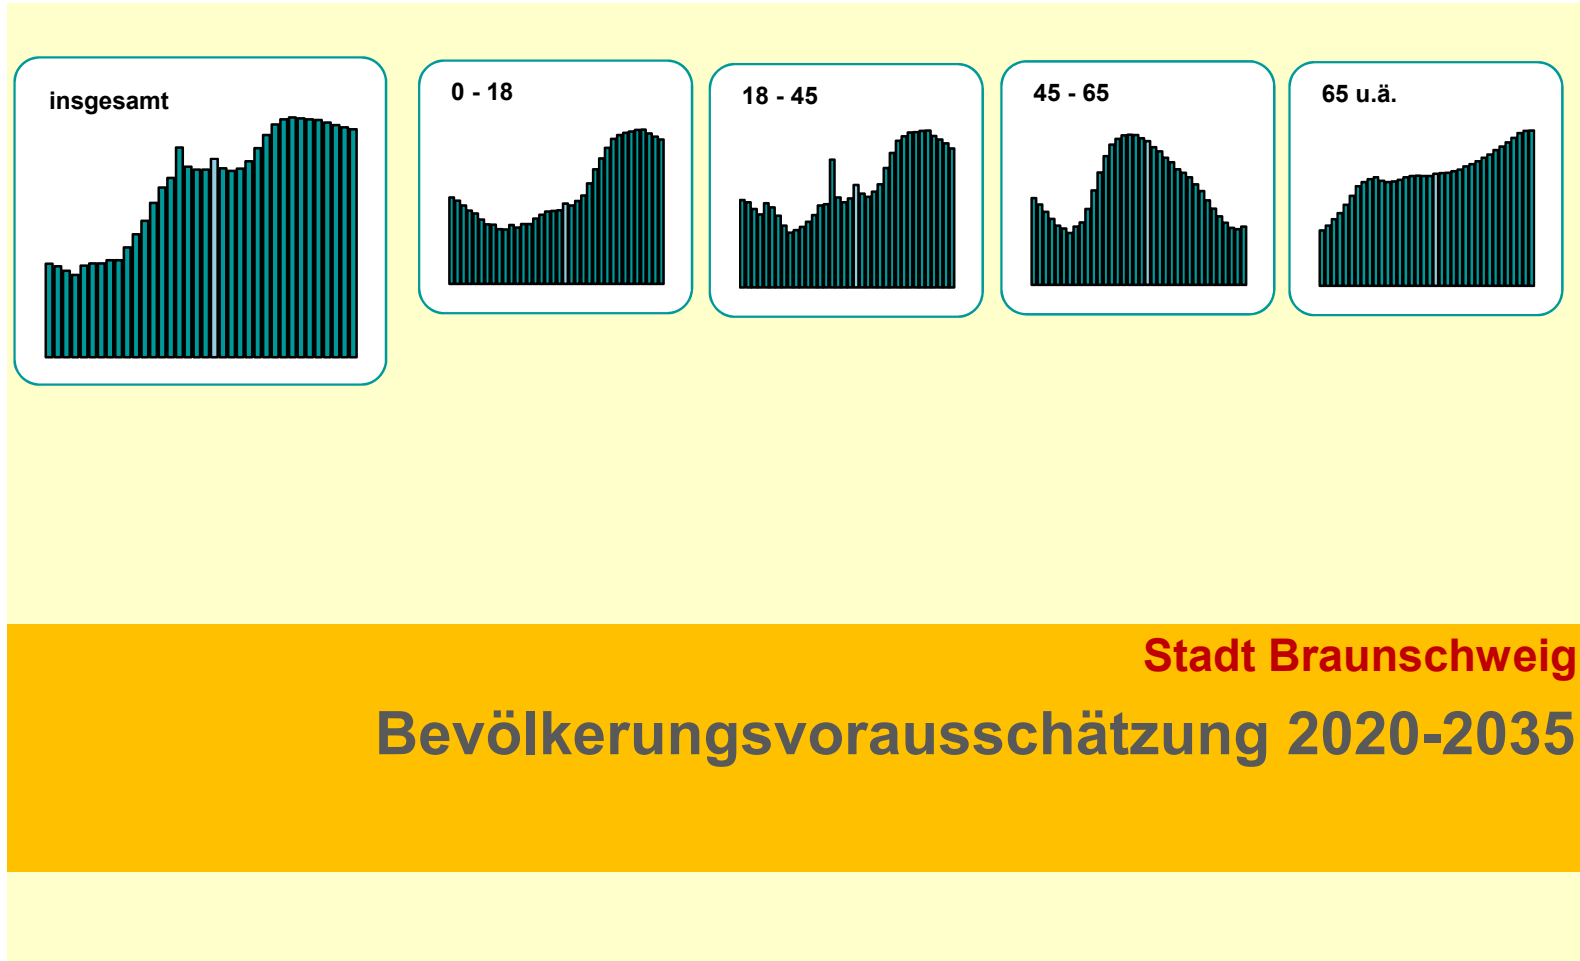 insgesamt
0 - 18
18 - 45
45 - 65
65 u.ä.
Stadt Braunschweig
Bevölkerungsvorausschätzung 2020-2035